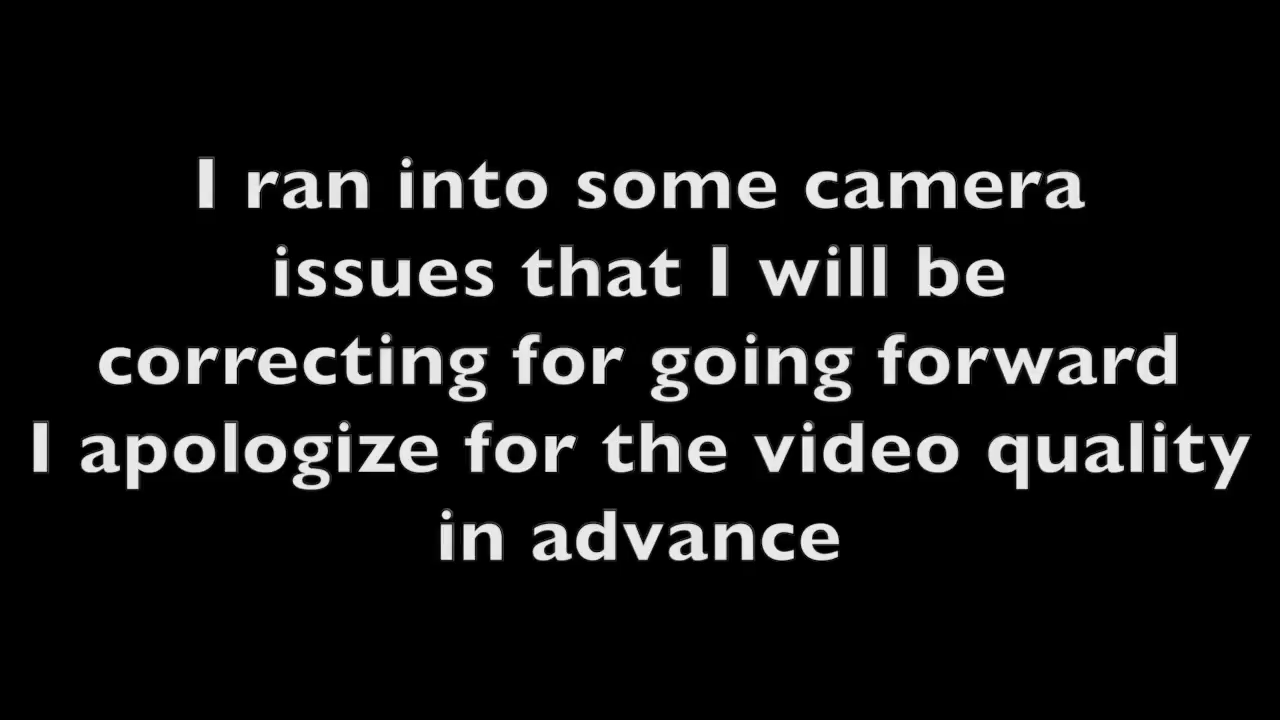 I ran into some camera
issues that I will be
correcting for going forward
I apologize for the video quality
in advance